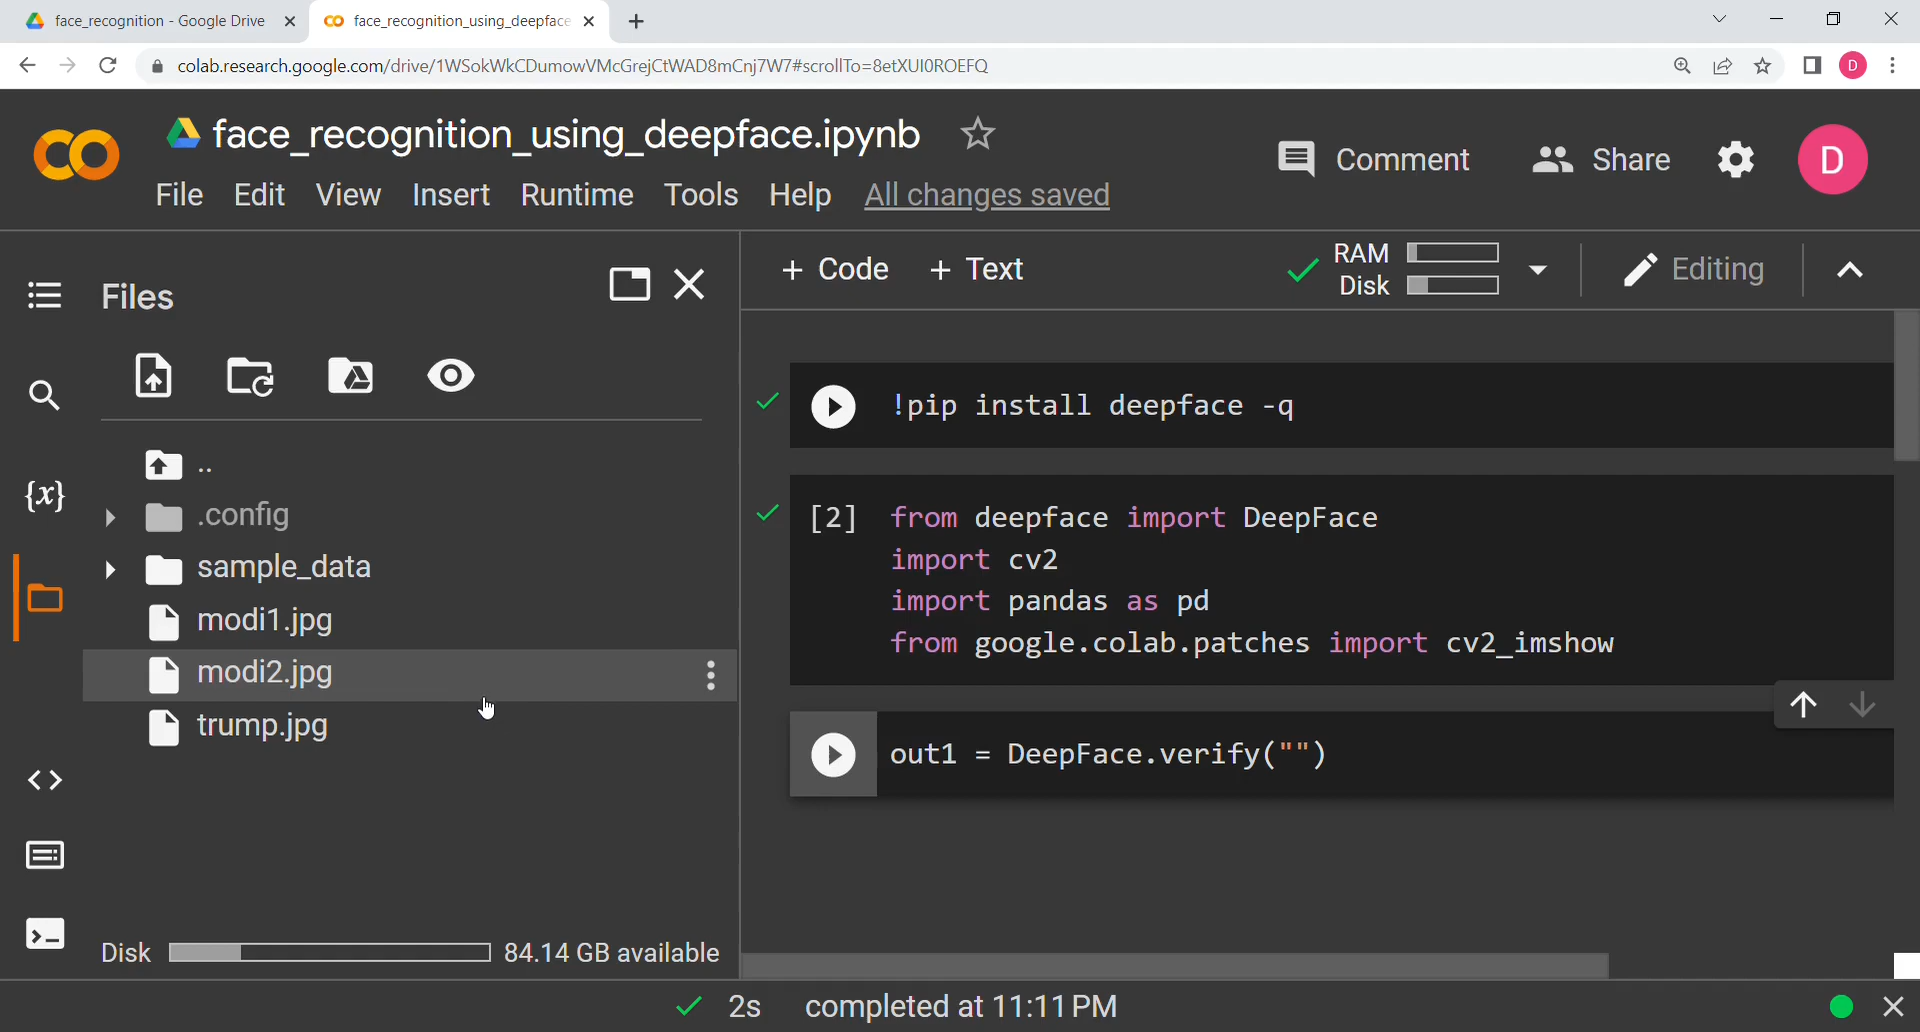 face_recognition - Google Drive
face_recognition_using_deepface
colab.research.google.com/drive/1WSokWkCDumowVMcGrejCtWAD8mCnj7W7#scrollTo=8etXUI0ROEFQ
D
face_recognition_using_deepface.ipynb
Comment
Share
D
File Edit View Insert Runtime Tools Help All changes saved
Files
+ Code + Text
RAM
Disk
Editing
..
.config
sample_data
modi1.jpg
modi2.jpg
trump.jpg
{x}
Disk
84.14 GB available
!pip install deepface -q
[2]
from deepface import DeepFace
import cv2
import pandas as pd
from google.colab.patches import cv2_imshow
out1 = DeepFace.verify("")
2s completed at 11:11 PM